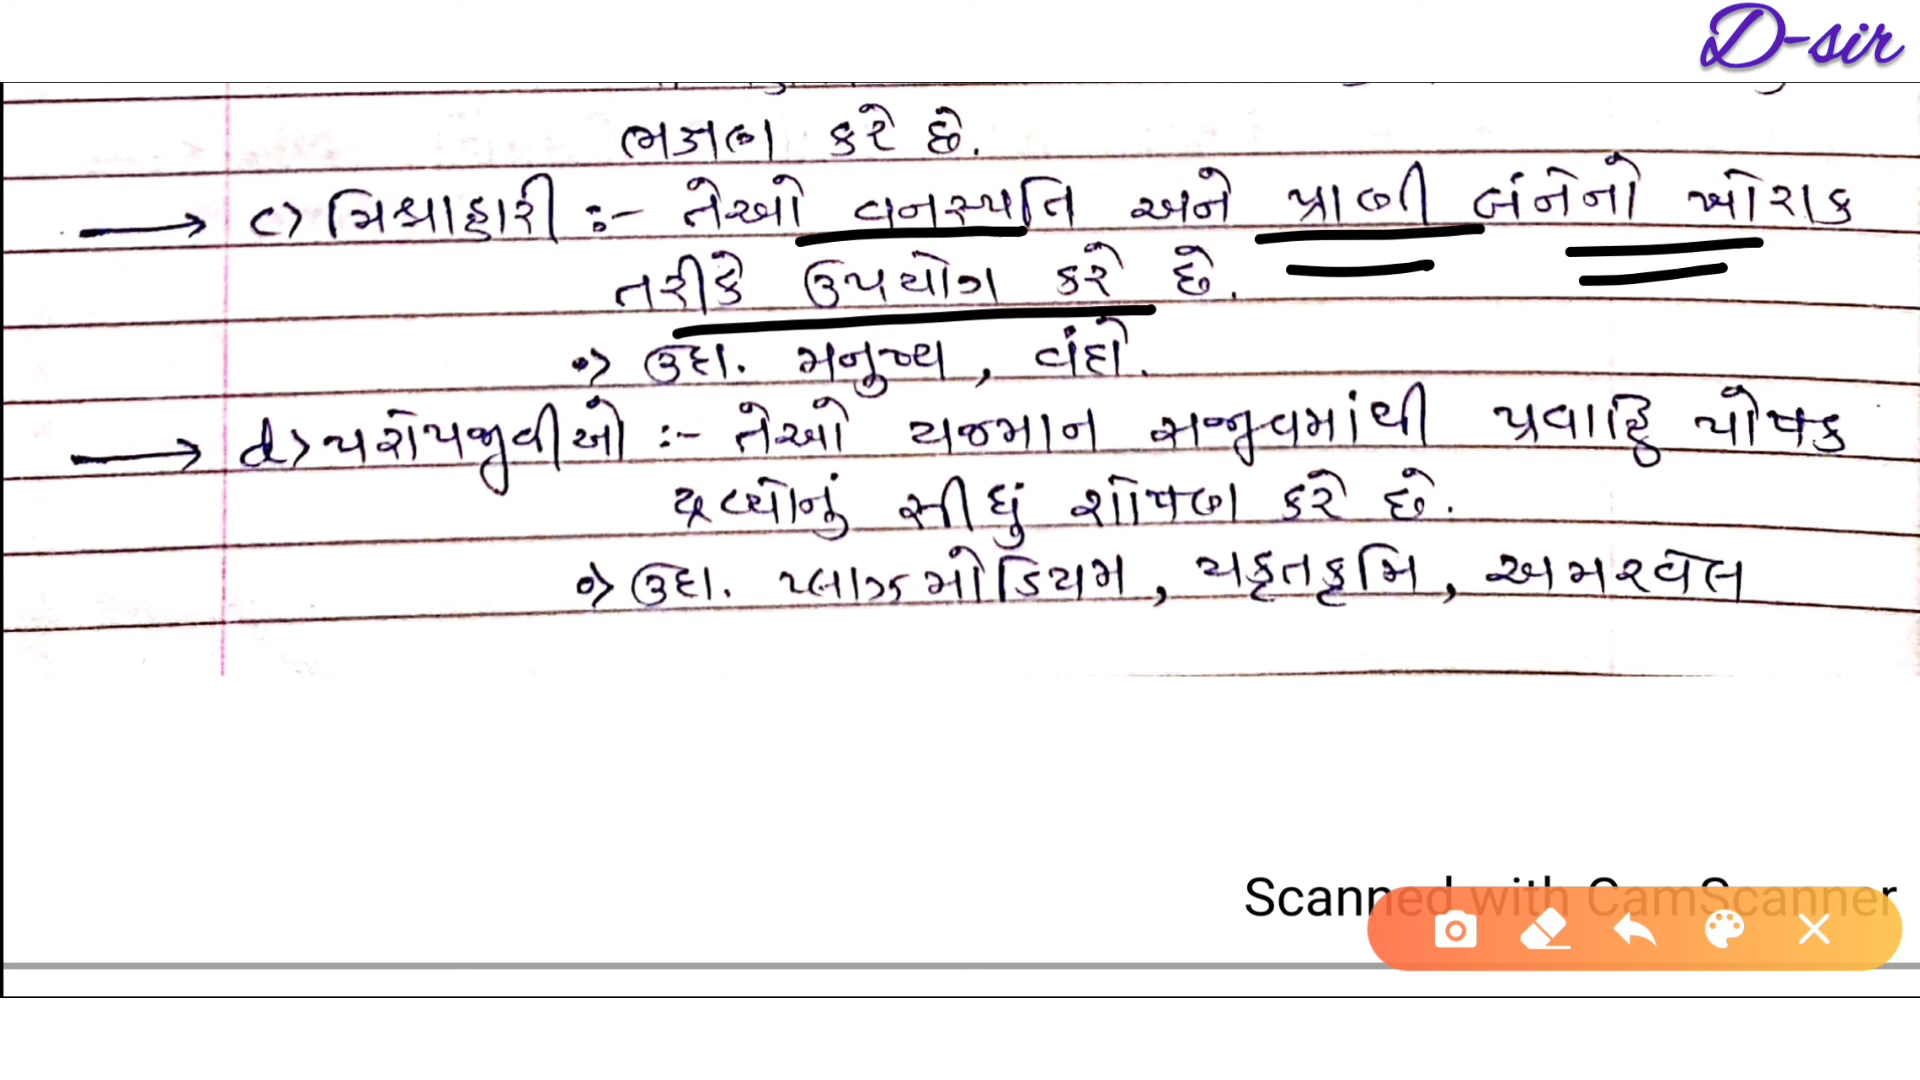 D-sir
ભક્ષણ કરે છે.
→ c> મિશ્રાહારી :- તેઓ વનસ્પતિ અને પ્રાણી બંનેનો ખોરાક
તરીકે ઉપયોગ કરે છે.
•> ઉદા. મનુષ્ય, વંદો.
→ d> પરોપજીવીઓ :- તેઓ યજમાન સજીવમાંથી પ્રવાહિ પોષક
દ્રવ્યોનું સીધું શોષણ કરે છે.
•> ઉદા. પ્લાઝમોડિયમ, યકૃતકૃમિ, અમરવેલ
Scanned with CamScanner